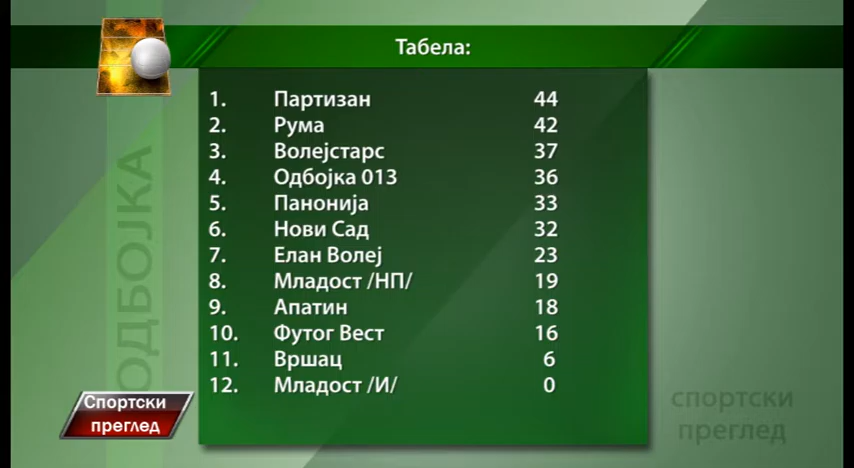 Табела:
1. Партизан 44
2. Рума 42
3. Волејстарс 37
4. Одбојка 013 36
5. Панонија 33
6. Нови Сад 32
7. Елан Волеј 23
8. Младост /НП/ 19
9. Апатин 18
10. Футог Вест 16
11. Вршац 6
12. Младост /И/ 0
ОДБОЈКА
Спортски
преглед
спортски
преглед